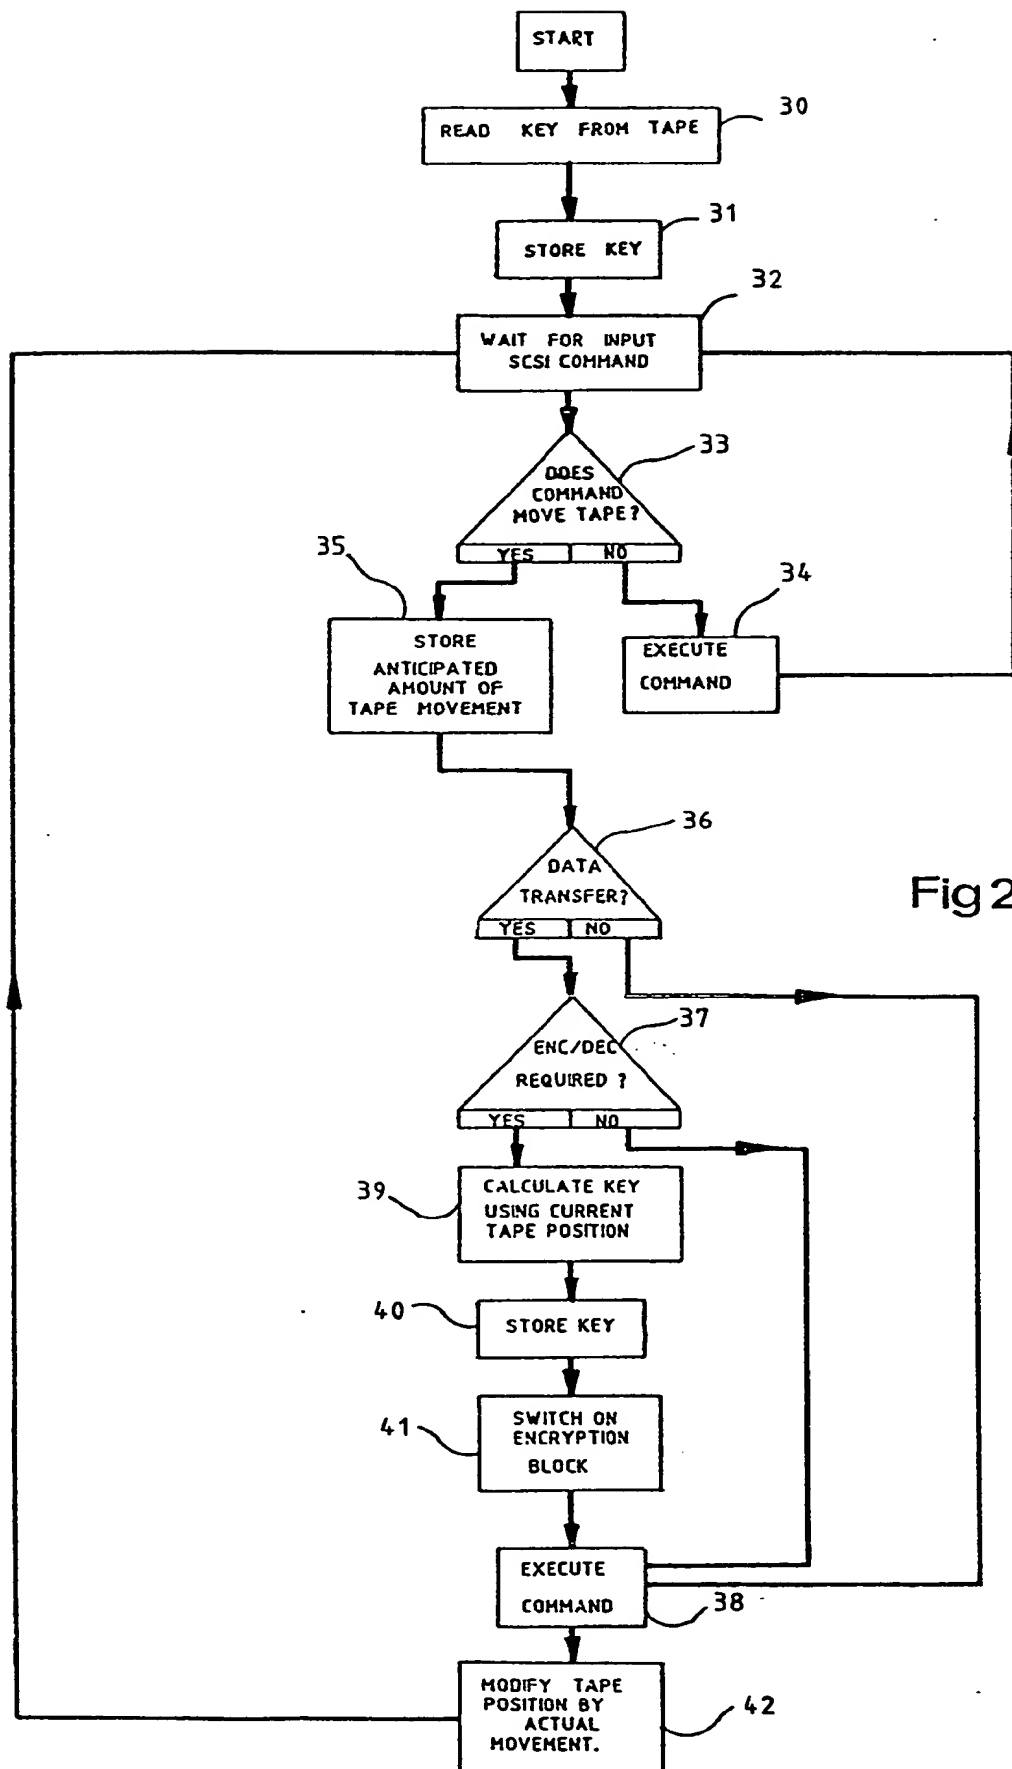 START
READ KEY FROM TAPE
30
STORE KEY
31
WAIT FOR INPUT
SCSI COMMAND
32
DOES
COMMAND
MOVE TAPE?
33
YES NO
35
STORE
ANTICIPATED
AMOUNT OF
TAPE MOVEMENT
34
EXECUTE
COMMAND
DATA
TRANSFER?
36
YES NO
Fig 2
ENC/DEC
REQUIRED ?
37
YES NO
39
CALCULATE KEY
USING CURRENT
TAPE POSITION
40
STORE KEY
41
SWITCH ON
ENCRYPTION
BLOCK
EXECUTE
COMMAND
38
MODIFY TAPE
POSITION BY
ACTUAL
MOVEMENT.
42